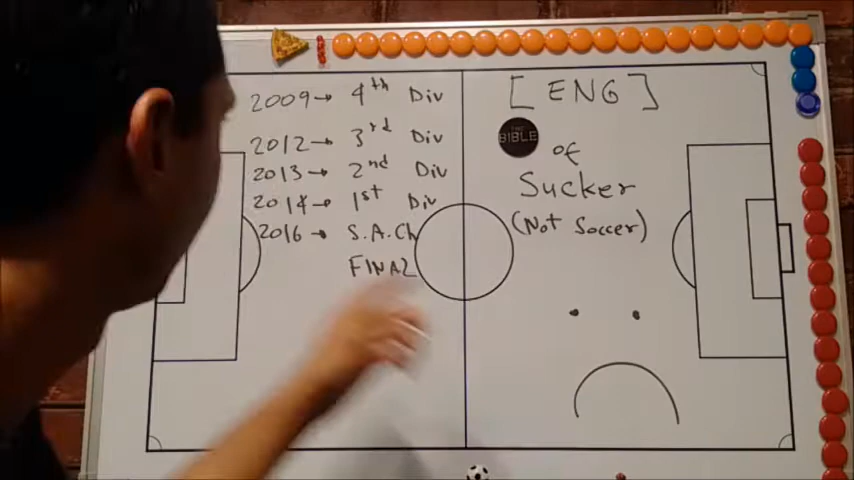 2009→ 4th Div
2012→ 3rd Div
2013→ 2nd Div
2014→ 1st Div
2016→ S.A.Ch
FINAL
[ENG]
BIBLE
of
Sucker
(Not Soccer)